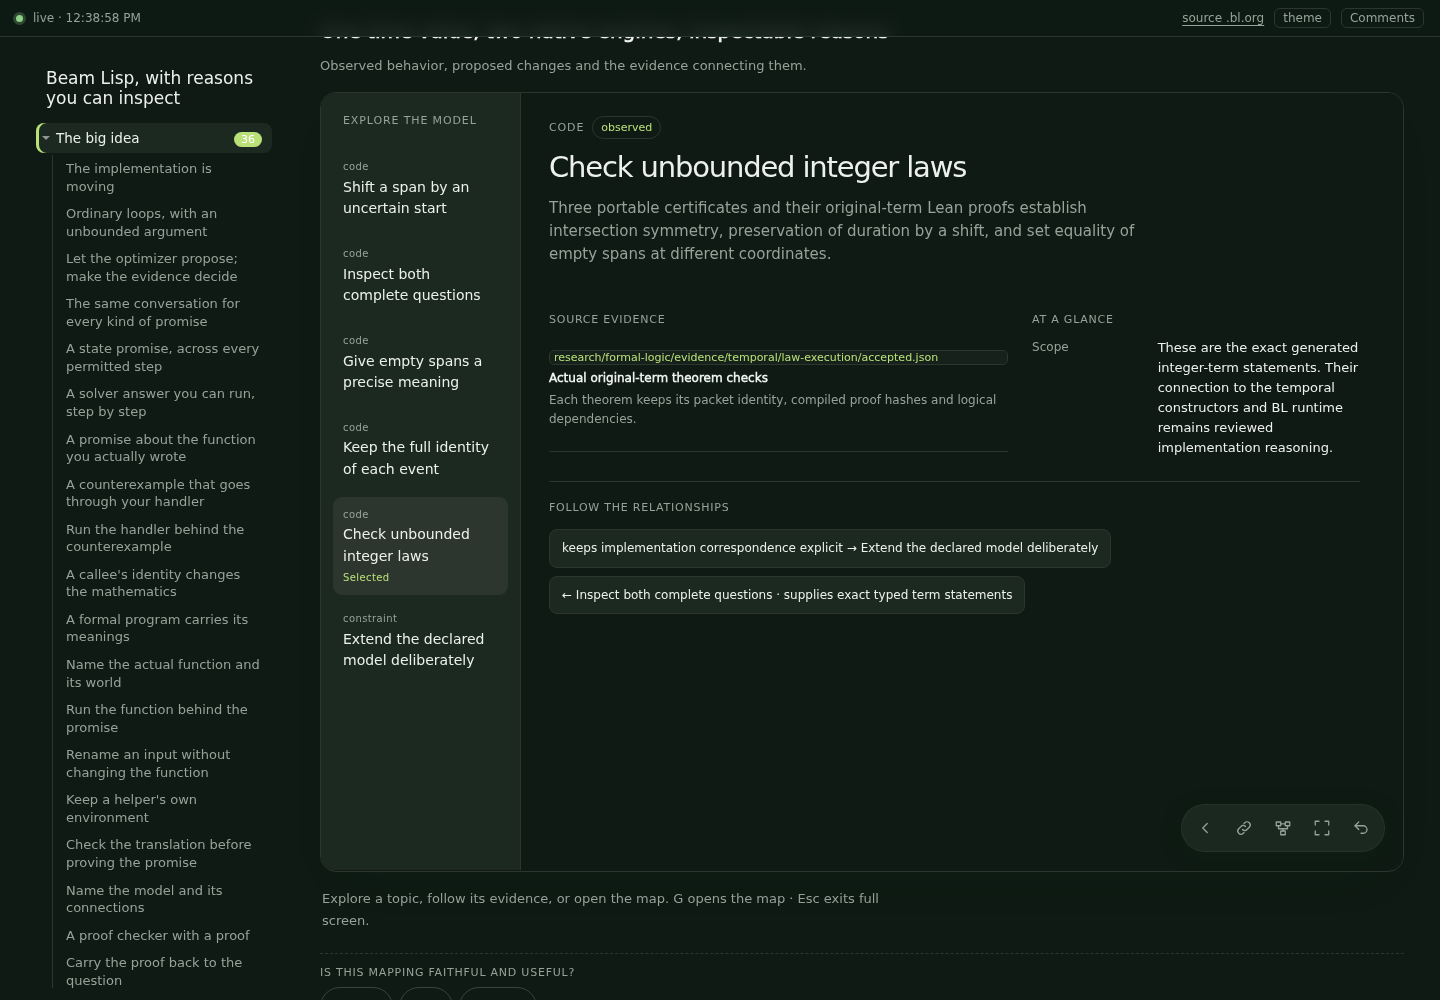 live · 12:38:58 PM
source .bl.org
theme
Comments
Beam Lisp, with reasons
you can inspect
The big idea
36
The implementation is
moving
Ordinary loops, with an
unbounded argument
Let the optimizer propose;
make the evidence decide
The same conversation for
every kind of promise
A state promise, across every
permitted step
A solver answer you can run,
step by step
A promise about the function
you actually wrote
A counterexample that goes
through your handler
Run the handler behind the
counterexample
A callee's identity changes
the mathematics
A formal program carries its
meanings
Name the actual function and
its world
Run the function behind the
promise
Rename an input without
changing the function
Keep a helper's own
environment
Check the translation before
proving the promise
Name the model and its
connections
A proof checker with a proof
Carry the proof back to the
question
One time value, two native engines, inspectable reasons
Observed behavior, proposed changes and the evidence connecting them.
EXPLORE THE MODEL
code
Shift a span by an
uncertain start
code
Inspect both
complete questions
code
Give empty spans a
precise meaning
code
Keep the full identity
of each event
code
Check unbounded
integer laws
Selected
constraint
Extend the declared
model deliberately
CODE
observed
Check unbounded integer laws
Three portable certificates and their original-term Lean proofs establish
intersection symmetry, preservation of duration by a shift, and set equality of
empty spans at different coordinates.
SOURCE EVIDENCE
research/formal-logic/evidence/temporal/law-execution/accepted.json
Actual original-term theorem checks
Each theorem keeps its packet identity, compiled proof hashes and logical
dependencies.
AT A GLANCE
Scope
These are the exact generated
integer-term statements. Their
connection to the temporal
constructors and BL runtime
remains reviewed
implementation reasoning.
FOLLOW THE RELATIONSHIPS
keeps implementation correspondence explicit → Extend the declared model deliberately
← Inspect both complete questions · supplies exact typed term statements
Explore a topic, follow its evidence, or open the map. G opens the map · Esc exits full
screen.
IS THIS MAPPING FAITHFUL AND USEFUL?